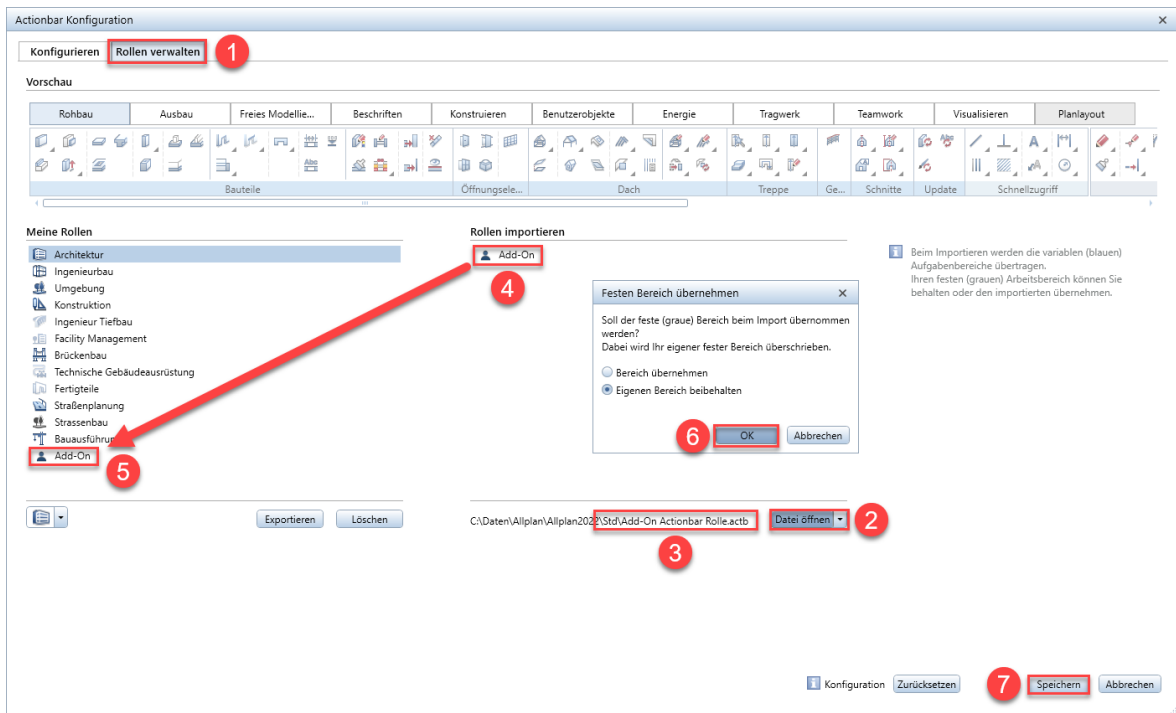 Actionbar Konfiguration
Konfigurieren Rollen verwalten 1
Vorschau
Rohbau Ausbau Freies Modellie... Beschriften Konstruieren Benutzerobjekte Energie Tragwerk Teamwork Visualisieren Planlayout
Bauteile Öffnungsele... Dach Treppe Ge... Schnitte Update Schnellzugriff
Meine Rollen
Architektur
Ingenieurbau
Umgebung
Konstruktion
Ingenieur Tiefbau
Facility Management
Brückenbau
Technische Gebäudeausrüstung
Fertigteile
Straßenplanung
Strassenbau
Bauausführun
Add-On
5
Exportieren Löschen
Rollen importieren
Add-On
4
Beim Importieren werden die variablen (blauen)
Aufgabenbereiche übertragen.
Ihren festen (grauen) Arbeitsbereich können Sie
behalten oder den importierten übernehmen.
Festen Bereich übernehmen
Soll der feste (graue) Bereich beim Import übernommen
werden?
Dabei wird Ihr eigener fester Bereich überschrieben.
Bereich übernehmen
Eigenen Bereich beibehalten
6 OK Abbrechen
C:\Daten\Allplan\Allplan2022\Std\Add-On Actionbar Rolle.actb Datei öffnen 2
3
Konfiguration Zurücksetzen 7 Speichern Abbrechen